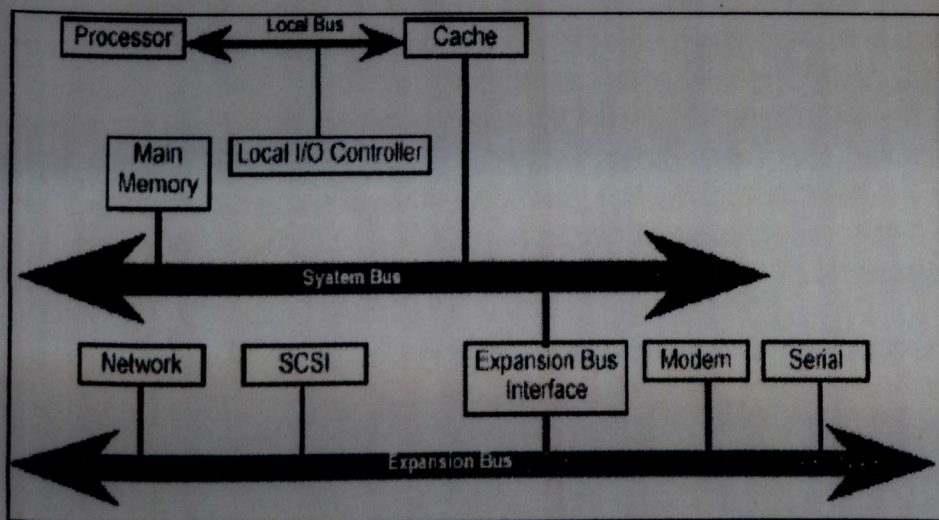 Local Bus
Processor
Cache
Main
Memory
Local I/O Controller
Syatem Bus
Network
SCSI
Expansion Bus
Interface
Modem
Serial
Expansion Bus